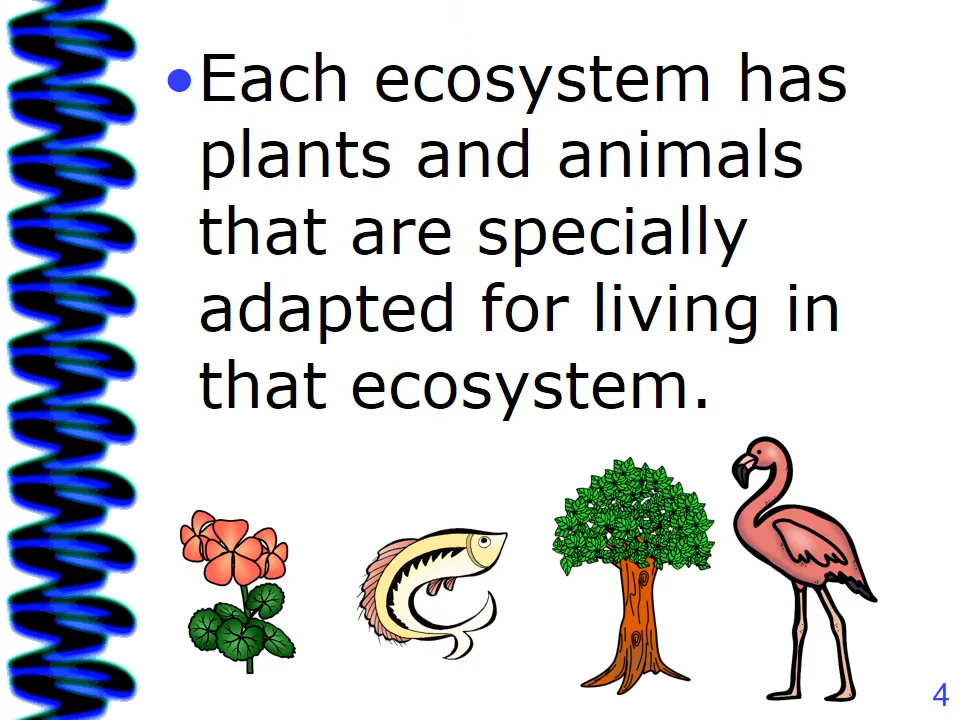 •Each ecosystem has
plants and animals
that are specially
adapted for living in
that ecosystem.
4